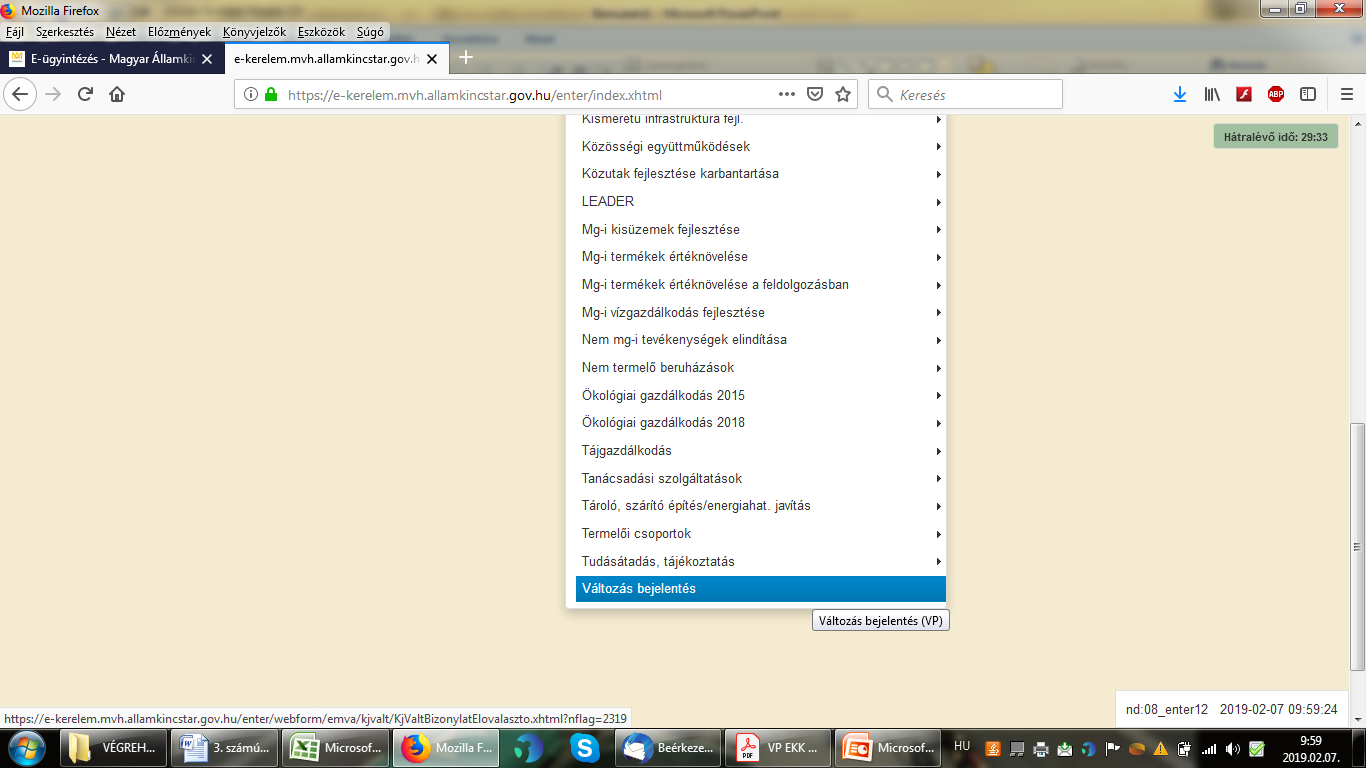 Mozilla Firefox
Fájl Szerkesztés Nézet Előzmények Könyvjelzők Eszközök Súgó
E-ügyintézés - Magyar Államkin
e-kerelem.mvh.allamkincstar.gov.h
https://e-kerelem.mvh.allamkincstar.gov.hu/enter/index.xhtml
Keresés
ABP
Hátralévő idő: 29:33
Kisméretű infrastruktúra fejl.
Közösségi együttműködések
Közutak fejlesztése karbantartása
LEADER
Mg-i kisüzemek fejlesztése
Mg-i termékek értéknövelése
Mg-i termékek értéknövelése a feldolgozásban
Mg-i vízgazdálkodás fejlesztése
Nem mg-i tevékenységek elindítása
Nem termelő beruházások
Ökológiai gazdálkodás 2015
Ökológiai gazdálkodás 2018
Tájgazdálkodás
Tanácsadási szolgáltatások
Tároló, szárító építés/energiahat. javítás
Termelői csoportok
Tudásátadás, tájékoztatás
Változás bejelentés
Változás bejelentés (VP)
nd:08_enter12 2019-02-07 09:59:24
https://e-kerelem.mvh.allamkincstar.gov.hu/enter/webform/emva/kjvalt/KjValtBizonylatElovalaszto.xhtml?nflag=2319
VÉGREH... 3. számú... Microsof... Mozilla F... Beérkeze... VP EKK ... Microsof... HU 9:59
2019.02.07.